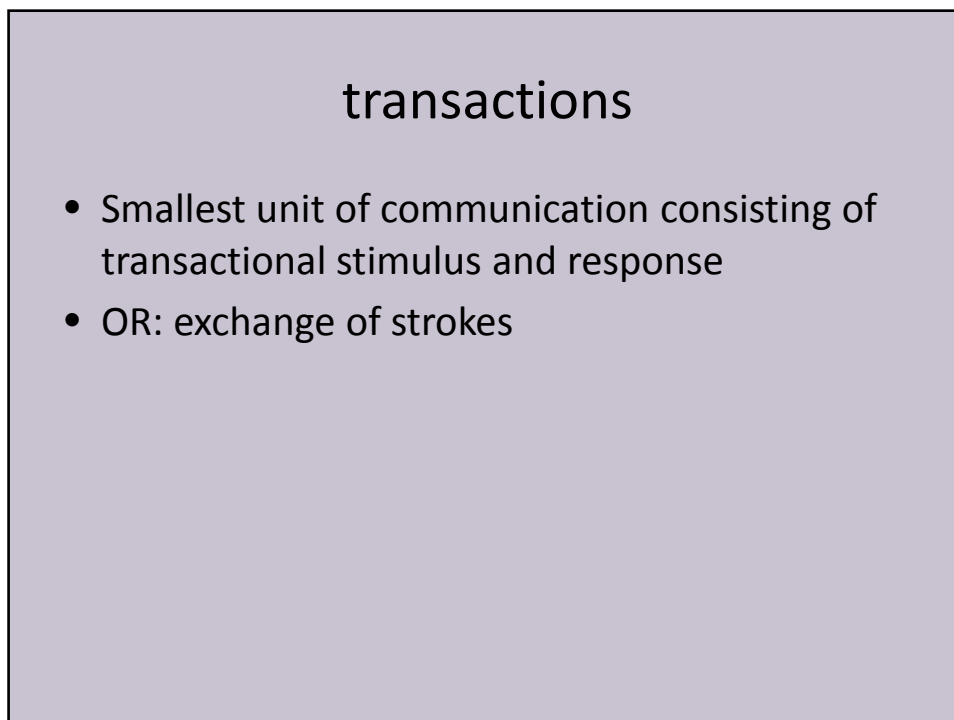 transactions
• Smallest unit of communication consisting of
transactional stimulus and response
• OR: exchange of strokes